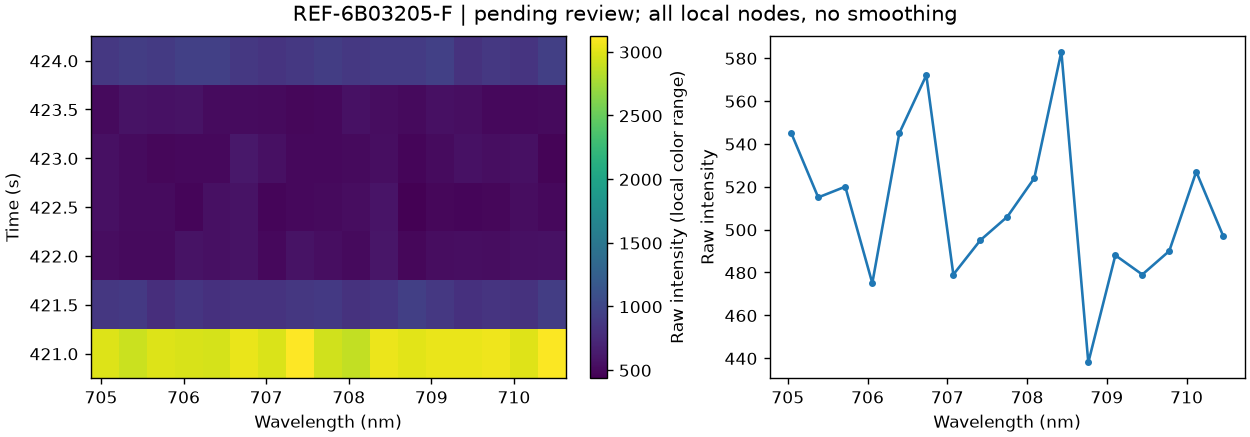 REF-6B03205-F | pending review; all local nodes, no smoothing
424.0
423.5
423.0
422.5
422.0
421.5
421.0
Time (s)
705 706 707 708 709 710
Wavelength (nm)
3000
2500
2000
1500
1000
500
Raw intensity (local color range)
580
560
540
520
500
480
460
440
Raw intensity
705 706 707 708 709 710
Wavelength (nm)